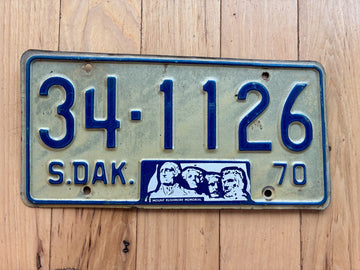 34·1126
S.DAK. 70
MOUNT RUSHMORE MEMORIAL